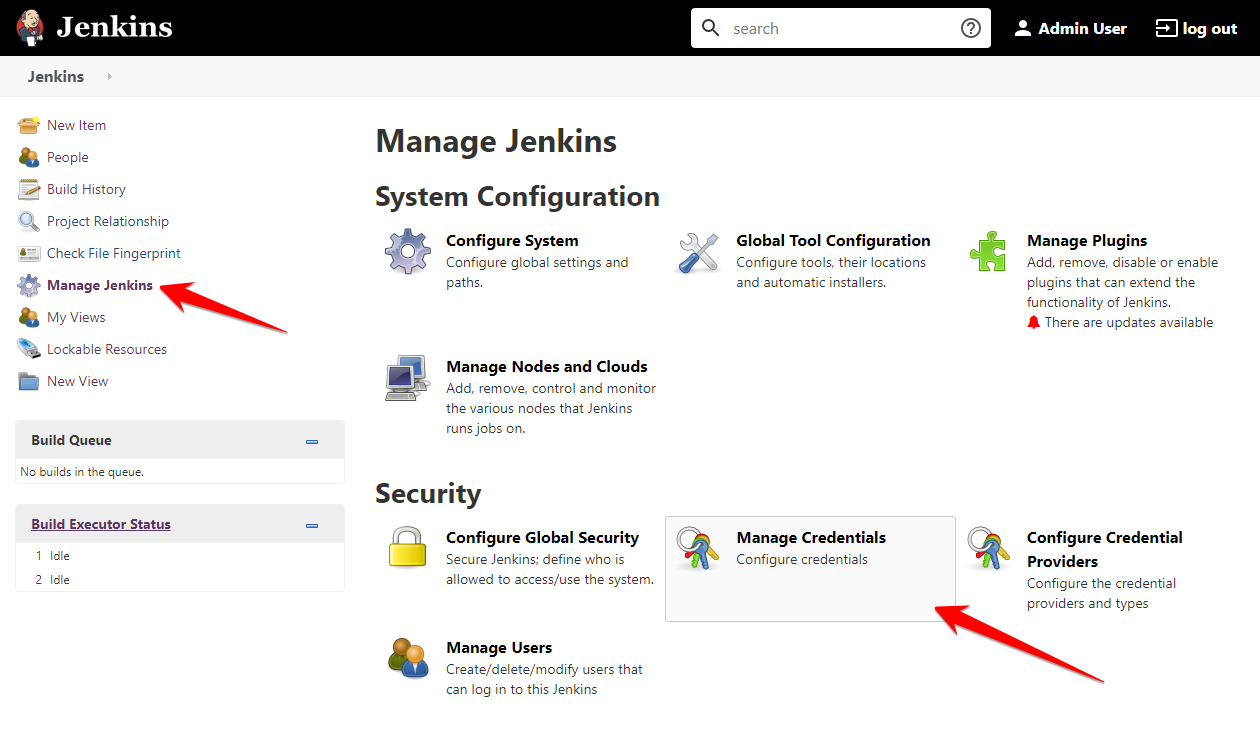 Jenkins
search
Admin User
log out
Jenkins
New Item
People
Build History
Project Relationship
Check File Fingerprint
Manage Jenkins
My Views
Lockable Resources
New View
Build Queue
No builds in the queue.
Build Executor Status
1 Idle
2 Idle
Manage Jenkins
System Configuration
Configure System
Configure global settings and
paths.
Global Tool Configuration
Configure tools, their locations
and automatic installers.
Manage Plugins
Add, remove, disable or enable
plugins that can extend the
functionality of Jenkins.
There are updates available
Manage Nodes and Clouds
Add, remove, control and monitor
the various nodes that Jenkins
runs jobs on.
Security
Configure Global Security
Secure Jenkins; define who is
allowed to access/use the system.
Manage Credentials
Configure credentials
Configure Credential
Providers
Configure the credential
providers and types
Manage Users
Create/delete/modify users that
can log in to this Jenkins